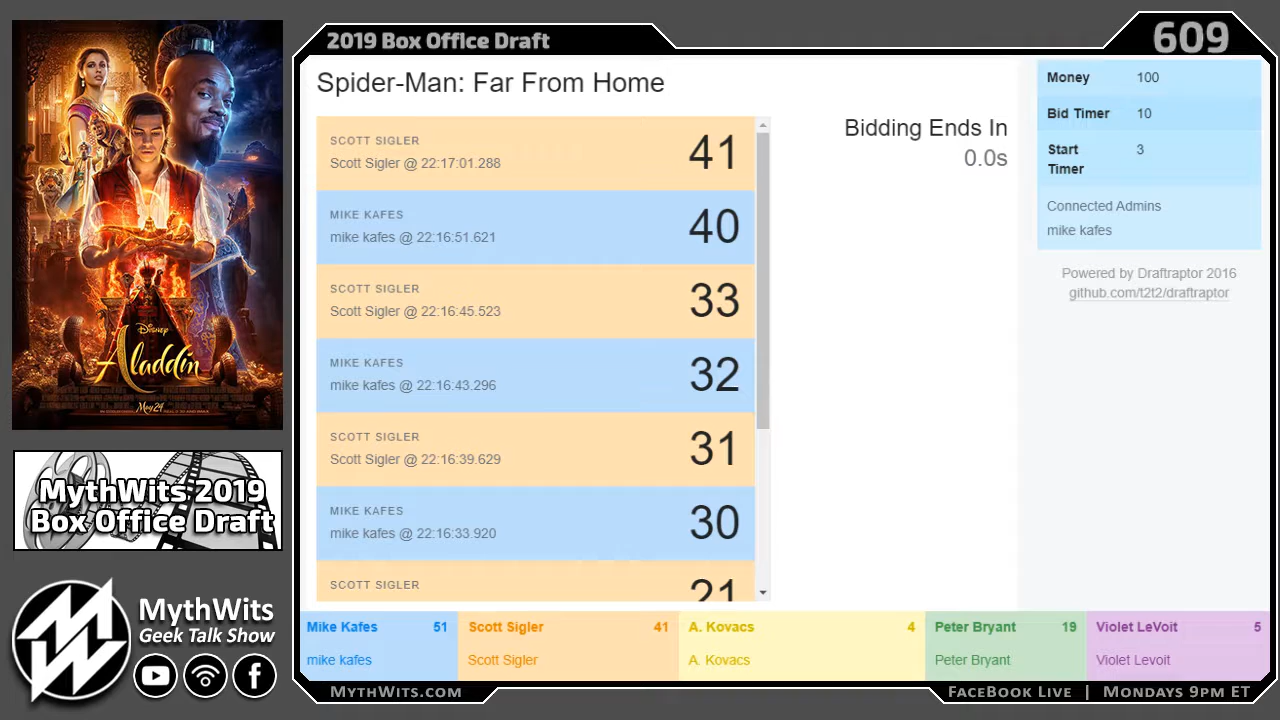 2019 Box Office Draft
609
Spider-Man: Far From Home
SCOTT SIGLER
Scott Sigler @ 22:17:01.288
41
MIKE KAFES
mike kafes @ 22:16:51.621
40
SCOTT SIGLER
Scott Sigler @ 22:16:45.523
33
MIKE KAFES
mike kafes @ 22:16:43.296
32
SCOTT SIGLER
Scott Sigler @ 22:16:39.629
31
MIKE KAFES
mike kafes @ 22:16:33.920
30
SCOTT SIGLER
21
Bidding Ends In
0.0s
Money 100
Bid Timer 10
Start Timer 3
Connected Admins
mike kafes
Powered by Draftraptor 2016
github.com/t2t2/draftraptor
Disney
Aladdin
May 24
MythWits 2019
Box Office Draft
MythWits
Geek Talk Show
Mike Kafes 51
mike kafes
Scott Sigler 41
Scott Sigler
A. Kovacs 4
A. Kovacs
Peter Bryant 19
Peter Bryant
Violet LeVoit 5
Violet Levoit
MythWits.com
FaceBook Live | Mondays 9pm ET